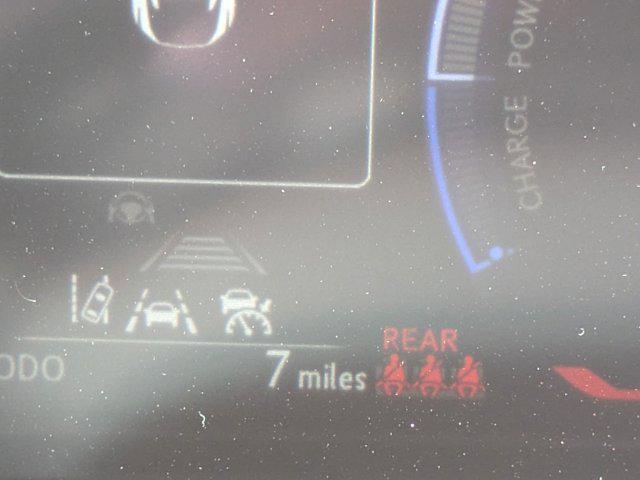 POW
CHARGE
REAR
ODO 7 miles